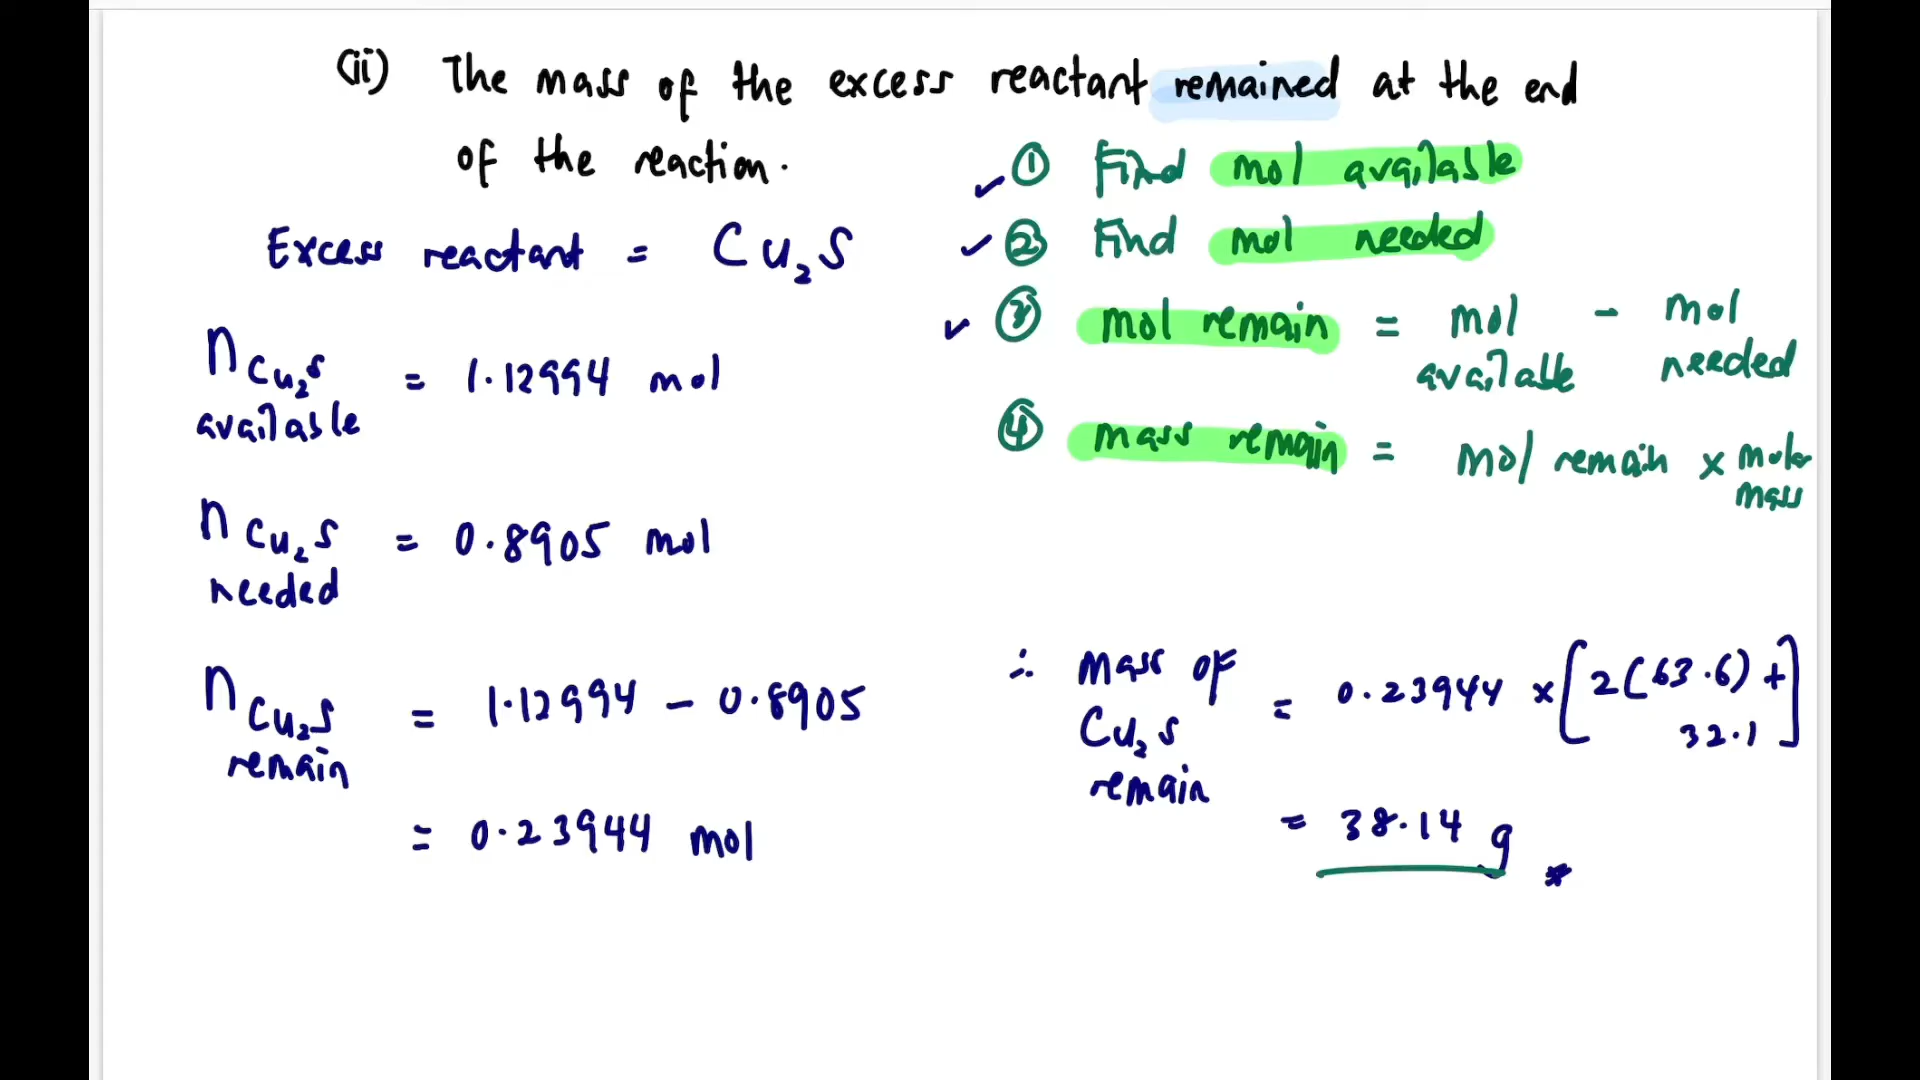 (ii) The mass of the excess reactant remained at the end
of the reaction.
① Find mol available
② Find mol needed
③ mol remain = mol available - mol needed
④ mass remain = mol remain x molar mass
Excess reactant = Cu₂S
n Cu₂S available = 1.12994 mol
n Cu₂S needed = 0.8905 mol
n Cu₂S remain = 1.12994 - 0.8905
= 0.23944 mol
∴ Mass of Cu₂S remain = 0.23944 x [2(63.6) + 32.1]
= 38.14 g *